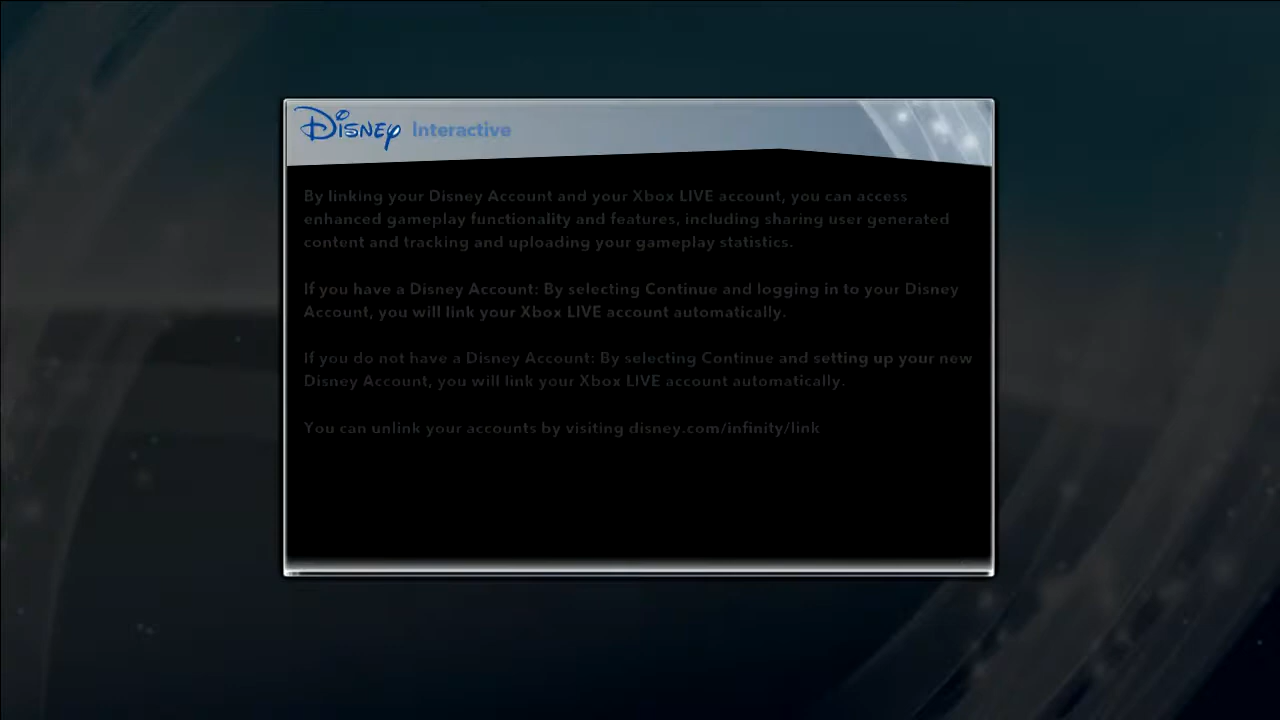 Disney Interactive
By linking your Disney Account and your Xbox LIVE account, you can access
enhanced gameplay functionality and features, including sharing user generated
content and tracking and uploading your gameplay statistics.
If you have a Disney Account: By selecting Continue and logging in to your Disney
Account, you will link your Xbox LIVE account automatically.
If you do not have a Disney Account: By selecting Continue and setting up your new
Disney Account, you will link your Xbox LIVE account automatically.
You can unlink your accounts by visiting disney.com/infinity/link